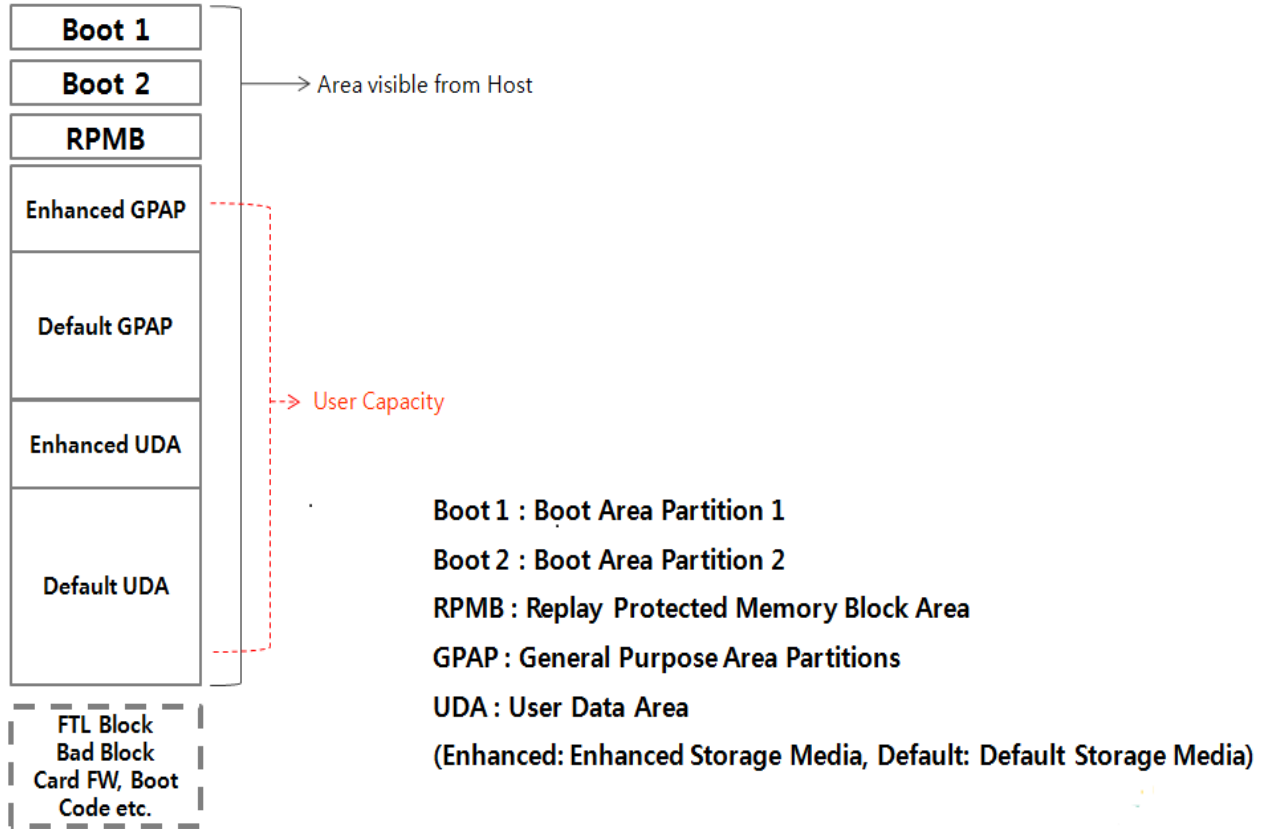 Boot 1
Boot 2
RPMB
Enhanced GPAP
Default GPAP
Enhanced UDA
Default UDA
FTL Block
Bad Block
Card FW, Boot
Code etc.
Area visible from Host
User Capacity
Boot 1 : Boot Area Partition 1
Boot 2 : Boot Area Partition 2
RPMB : Replay Protected Memory Block Area
GPAP : General Purpose Area Partitions
UDA : User Data Area
(Enhanced: Enhanced Storage Media, Default: Default Storage Media)